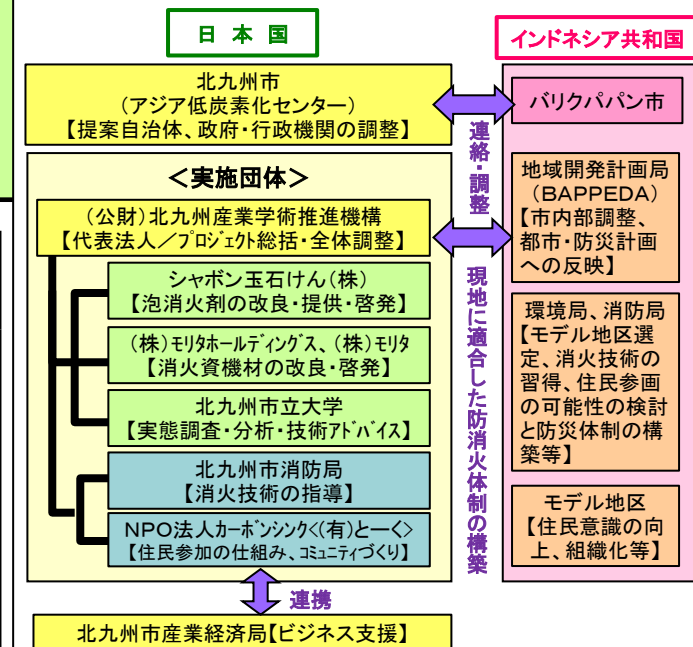 日本国
北九州市
(アジア低炭素化センター)
【提案自治体、政府・行政機関の調整】
<実施団体>
(公財)北九州産業学術推進機構
【代表法人/プロジェクト総括・全体調整】
シャボン玉石けん(株)
【泡消火剤の改良・提供・啓発】
(株)モリタホールディングス、(株)モリタ
【消火資機材の改良・啓発】
北九州市立大学
【実態調査・分析・技術アドバイス】
北九州市消防局
【消火技術の指導】
NPO法人カーボンシンク<(有)とーく>
【住民参加の仕組み、コミュニティづくり】
連携
北九州市産業経済局【ビジネス支援】
連絡・調整
現地に適合した防消火体制の構築
インドネシア共和国
バリクパパン市
地域開発計画局
(BAPPEDA)
【市内部調整、
都市・防災計画
への反映】
環境局、消防局
【モデル地区選
定、消火技術の
習得、住民参画
の可能性の検討
と防災体制の構
築等】
モデル地区
【住民意識の向
上、組織化等】